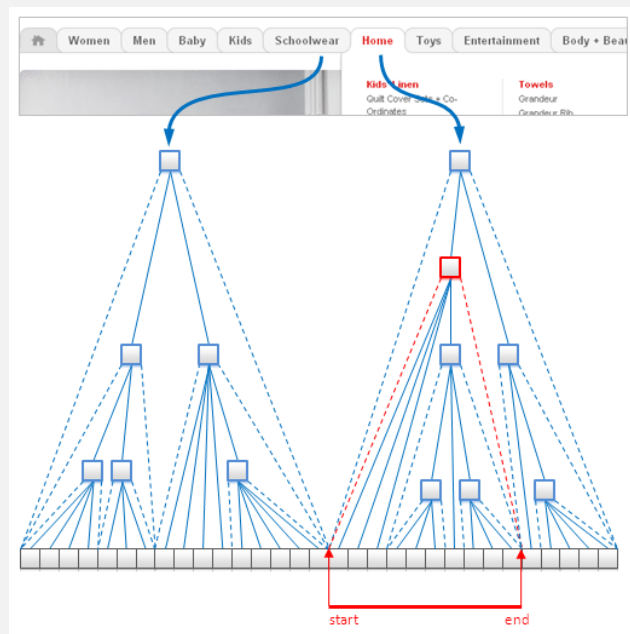 Women Men Baby Kids Schoolwear Home Toys Entertainment Body + Beau
Kids Linen Towels
Quilt Cover Sets + Co- Grandeur
Ordinates Grandeur Rib
start end